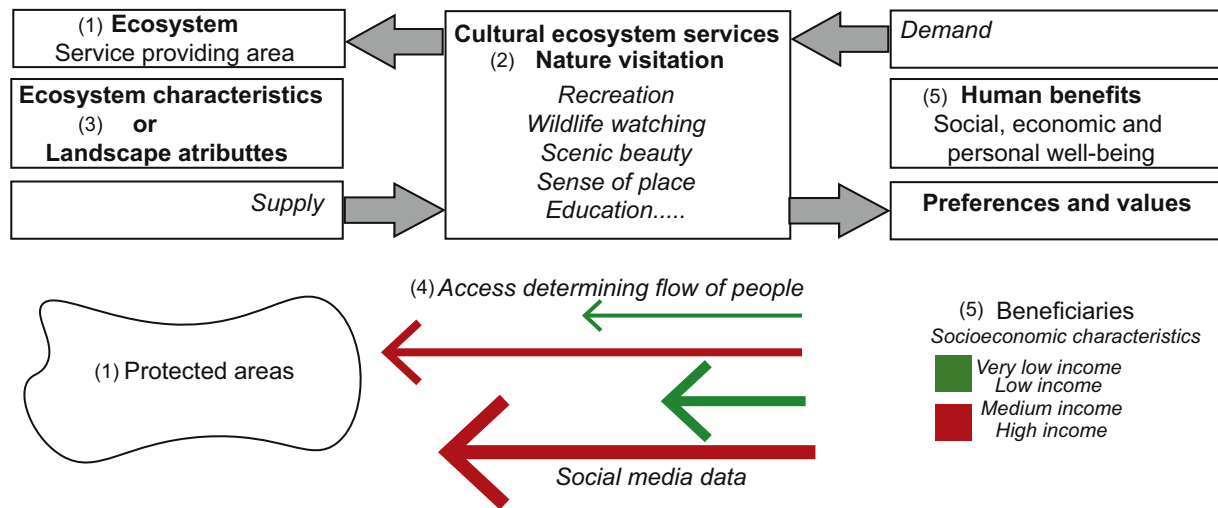 (1) Ecosystem
Service providing area
Ecosystem characteristics
(3) or
Landscape atributtes
Supply
Cultural ecosystem services
(2) Nature visitation
Recreation
Wildlife watching
Scenic beauty
Sense of place
Education.....
Demand
(5) Human benefits
Social, economic and
personal well-being
Preferences and values
(1) Protected areas
(4) Access determining flow of people
Social media data
(5) Beneficiaries
Socioeconomic characteristics
Very low income
Low income
Medium income
High income